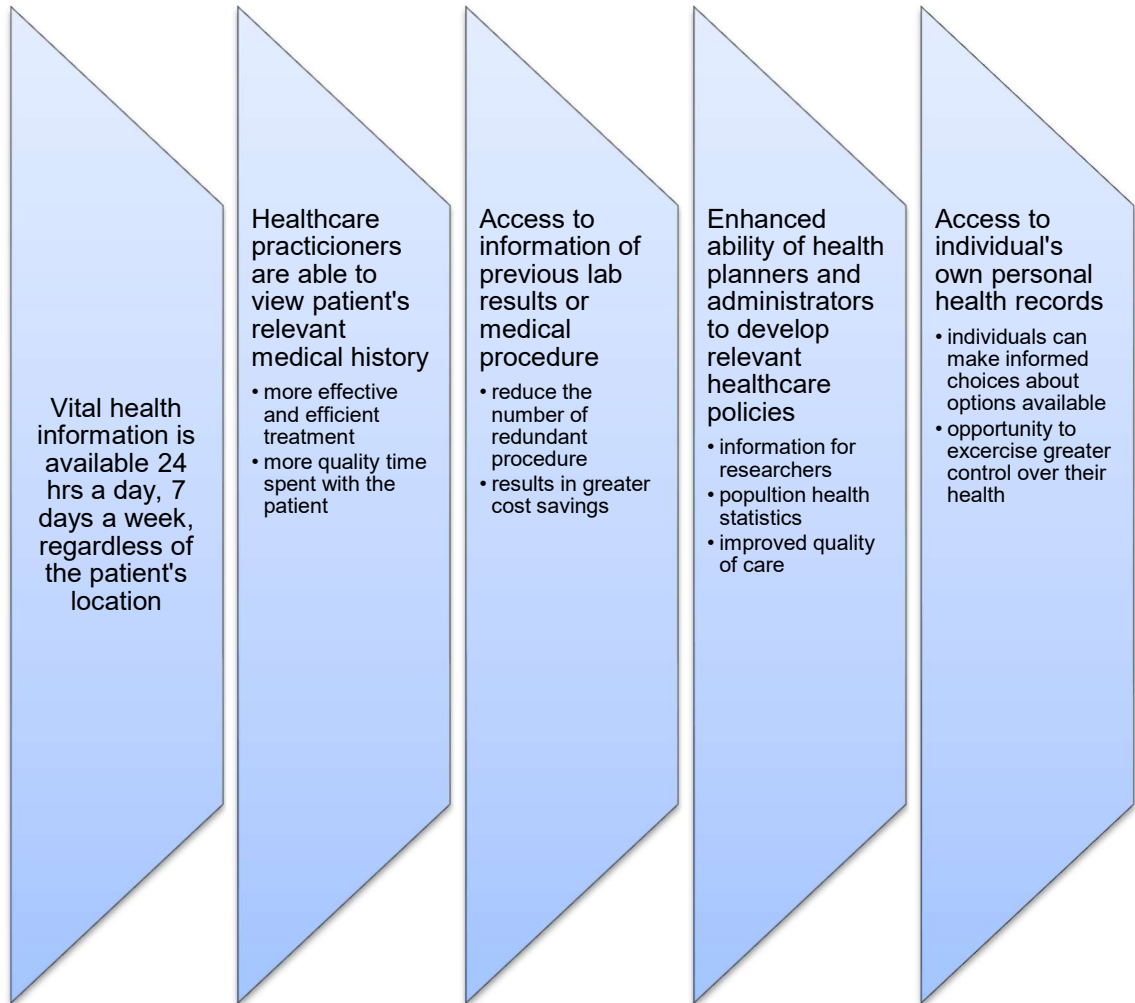 Vital health
information is
available 24
hrs a day, 7
days a week,
regardless of
the patient's
location
Healthcare
practicioners
are able to
view patient's
relevant
medical history
• more effective
and efficient
treatment
• more quality time
spent with the
patient
Access to
information of
previous lab
results or
medical
procedure
• reduce the
number of
redundant
procedure
• results in greater
cost savings
Enhanced
ability of health
planners and
administrators
to develop
relevant
healthcare
policies
• information for
researchers
• popultion health
statistics
• improved quality
of care
Access to
individual's
own personal
health records
• individuals can
make informed
choices about
options available
• opportunity to
excercise greater
control over their
health